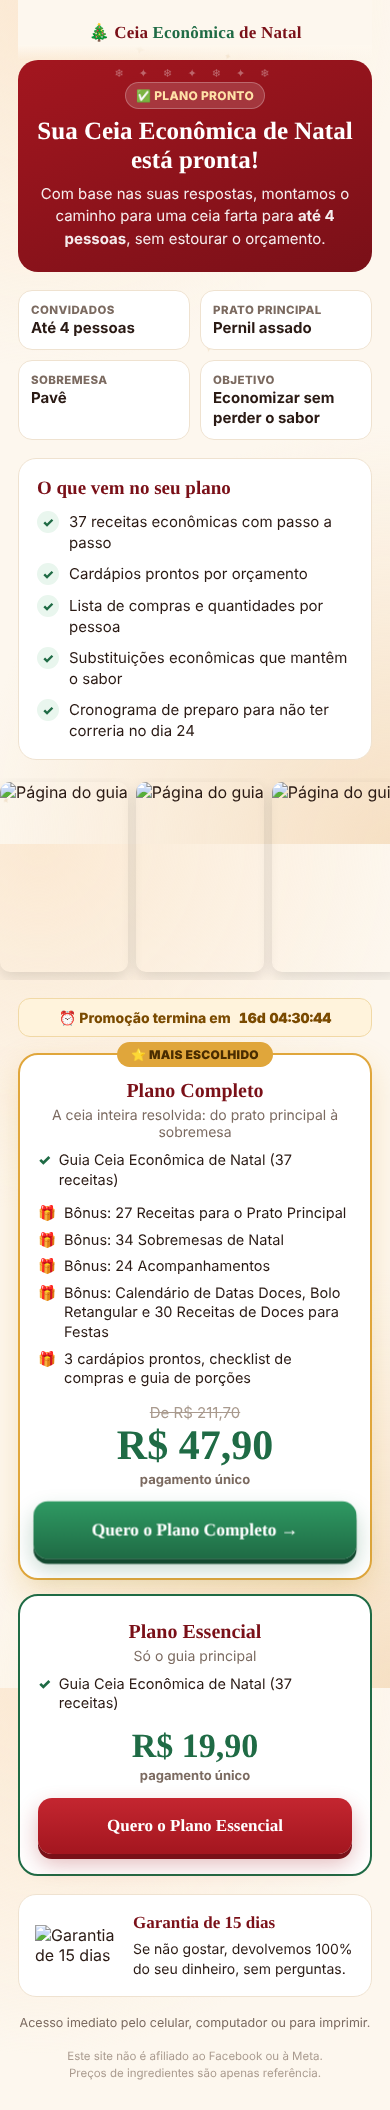 🎄 Ceia Econômica de Natal
✅ PLANO PRONTO
Sua Ceia Econômica de Natal
está pronta!
Com base nas suas respostas, montamos o
caminho para uma ceia farta para até 4
pessoas, sem estourar o orçamento.
CONVIDADOS
Até 4 pessoas
PRATO PRINCIPAL
Pernil assado
SOBREMESA
Pavê
OBJETIVO
Economizar sem
perder o sabor
O que vem no seu plano
✓ 37 receitas econômicas com passo a
passo
✓ Cardápios prontos por orçamento
✓ Lista de compras e quantidades por
pessoa
✓ Substituições econômicas que mantêm
o sabor
✓ Cronograma de preparo para não ter
correria no dia 24
Página do guia
Página do guia
Página do gui
⏰ Promoção termina em 16d 04:30:44
⭐ MAIS ESCOLHIDO
Plano Completo
A ceia inteira resolvida: do prato principal à
sobremesa
✓ Guia Ceia Econômica de Natal (37
receitas)
🎁 Bônus: 27 Receitas para o Prato Principal
🎁 Bônus: 34 Sobremesas de Natal
🎁 Bônus: 24 Acompanhamentos
🎁 Bônus: Calendário de Datas Doces, Bolo
Retangular e 30 Receitas de Doces para
Festas
🎁 3 cardápios prontos, checklist de
compras e guia de porções
De R$ 211,70
R$ 47,90
pagamento único
Quero o Plano Completo →
Plano Essencial
Só o guia principal
✓ Guia Ceia Econômica de Natal (37
receitas)
R$ 19,90
pagamento único
Quero o Plano Essencial
Garantia
de 15 dias
Garantia de 15 dias
Se não gostar, devolvemos 100%
do seu dinheiro, sem perguntas.
Acesso imediato pelo celular, computador ou para imprimir.
Este site não é afiliado ao Facebook ou à Meta.
Preços de ingredientes são apenas referência.